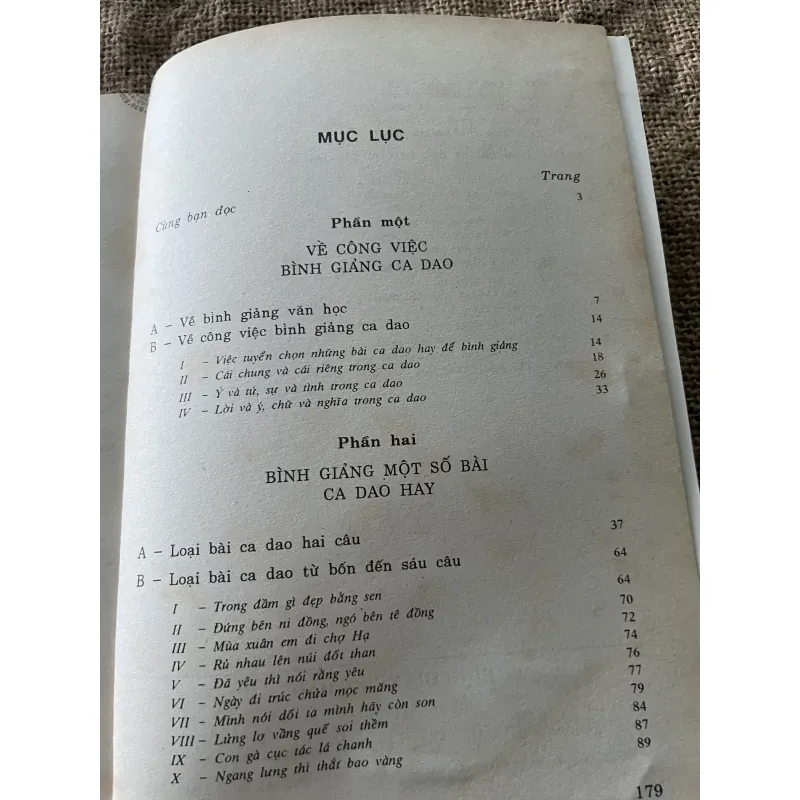 MỤC LỤC
Trang
Cùng bạn đọc 3
Phần một
VỀ CÔNG VIỆC
BÌNH GIẢNG CA DAO
A – Về bình giảng văn học 7
B – Về công việc bình giảng ca dao 14
I – Việc tuyển chọn những bài ca dao hay để bình giảng 14
II – Cái chung và cái riêng trong ca dao 18
III – Ý và tứ, sự và tình trong ca dao 26
IV – Lời và ý, chữ và nghĩa trong ca dao 33
Phần hai
BÌNH GIẢNG MỘT SỐ BÀI
CA DAO HAY
A – Loại bài ca dao hai câu 37
B – Loại bài ca dao từ bốn đến sáu câu 64
I – Trong đầm gì đẹp bằng sen 64
II – Đứng bên ni đồng, ngó bên tê đồng 70
III – Mùa xuân em đi chợ Hạ 72
IV – Rủ nhau lên núi đốt than 74
V – Đã yêu thì nói rằng yêu 76
VI – Ngày đi trúc chửa mọc măng 77
VII – Mình nói dối ta mình hãy còn son 79
VIII – Lửng lơ vầng quế soi thềm 84
IX – Con gà cục tác lá chanh 87
X – Ngang lưng thì thắt bao vàng 89
179